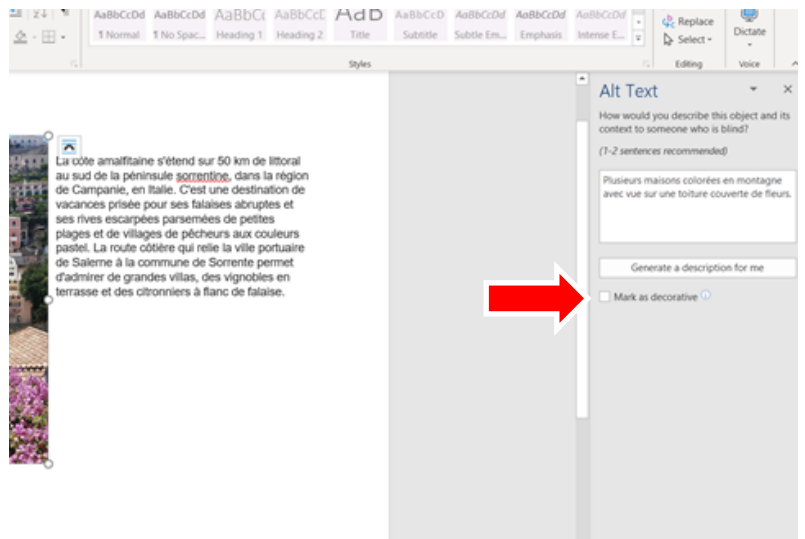 AaBbCcDd AaBbCcDd AaBbCc AaBbCcE AaB AaBbCcD AaBbCcDd AaBbCcDd AaBbCcDd
¶ Normal ¶ No Spac... Heading 1 Heading 2 Title Subtitle Subtle Em... Emphasis Intense E...
Replace
Select
Dictate
Styles
Editing
Voice
La côte amalfitaine s'étend sur 50 km de littoral
au sud de la péninsule sorrentine, dans la région
de Campanie, en Italie. C'est une destination de
vacances prisée pour ses falaises abruptes et
ses rives escarpées parsemées de petites
plages et de villages de pêcheurs aux couleurs
pastel. La route côtière qui relie la ville portuaire
de Salerne à la commune de Sorrente permet
d'admirer de grandes villas, des vignobles en
terrasse et des citronniers à flanc de falaise.
Alt Text
How would you describe this object and its
context to someone who is blind?
(1-2 sentences recommended)
Plusieurs maisons colorées en montagne
avec vue sur une toiture couverte de fleurs.
Generate a description for me
Mark as decorative